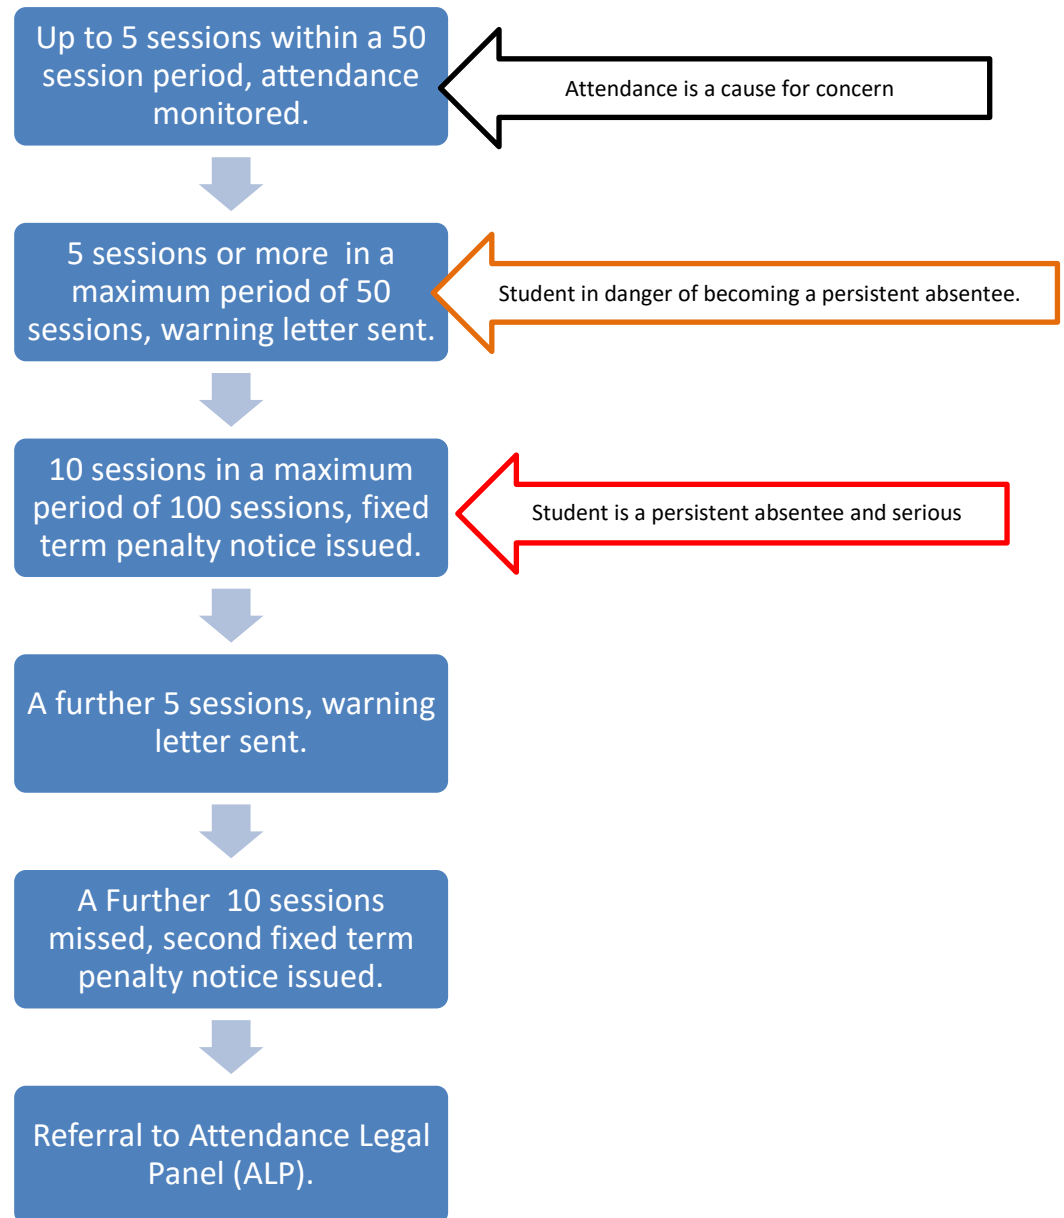 Up to 5 sessions within a 50
session period, attendance
monitored.
Attendance is a cause for concern
5 sessions or more  in a
maximum period of 50
sessions, warning letter sent.
Student in danger of becoming a persistent absentee.
10 sessions in a maximum
period of 100 sessions, fixed
term penalty notice issued.
Student is a persistent absentee and serious
A further 5 sessions, warning
letter sent.
A Further  10 sessions
missed, second fixed term
penalty notice issued.
Referral to Attendance Legal
Panel (ALP).